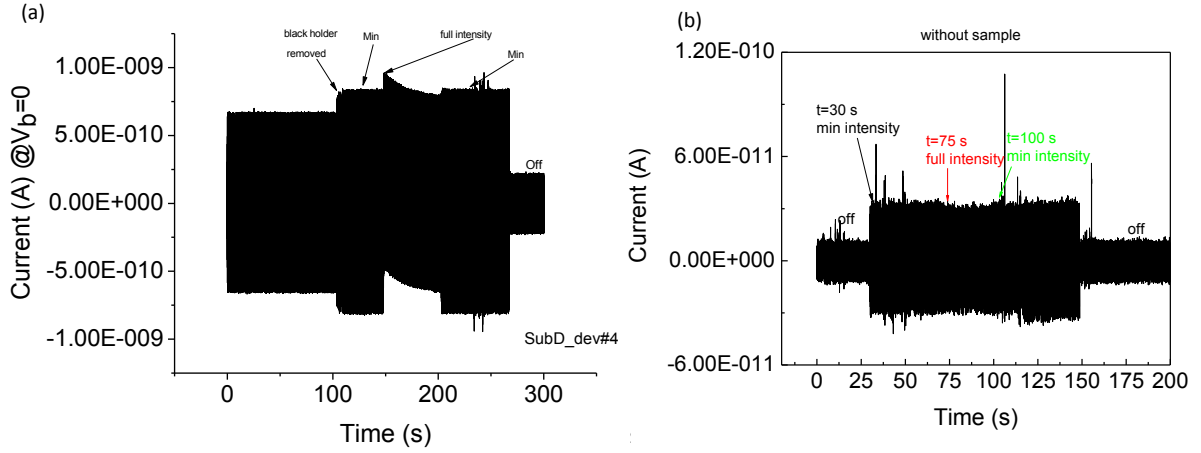 (a)
black holder
removed
Min
full intensity
Min
Off
1.00E-009
5.00E-010
0.00E+000
-5.00E-010
-1.00E-009
Current (A) @V_b=0
SubD_dev#4
0
100
200
300
Time (s)
(b)
without sample
1.20E-010
6.00E-011
0.00E+000
-6.00E-011
Current (A)
t=30 s
min intensity
t=75 s
full intensity
t=100 s
min intensity
off
off
0 25 50 75 100 125 150 175 200
Time (s)